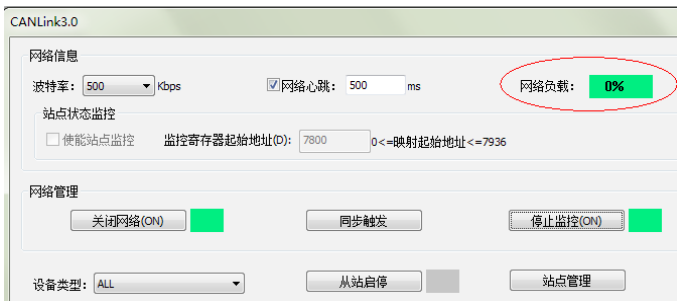 CANLink3.0
网络信息
波特率: 500 Kbps 网络心跳: 500 ms 网络负载: 0%
站点状态监控
使能站点监控 监控寄存器起始地址(D): 7800 0<=映射起始地址<=7936
网络管理
关闭网络(ON) 同步触发 停止监控(ON)
设备类型: ALL 从站启停 站点管理